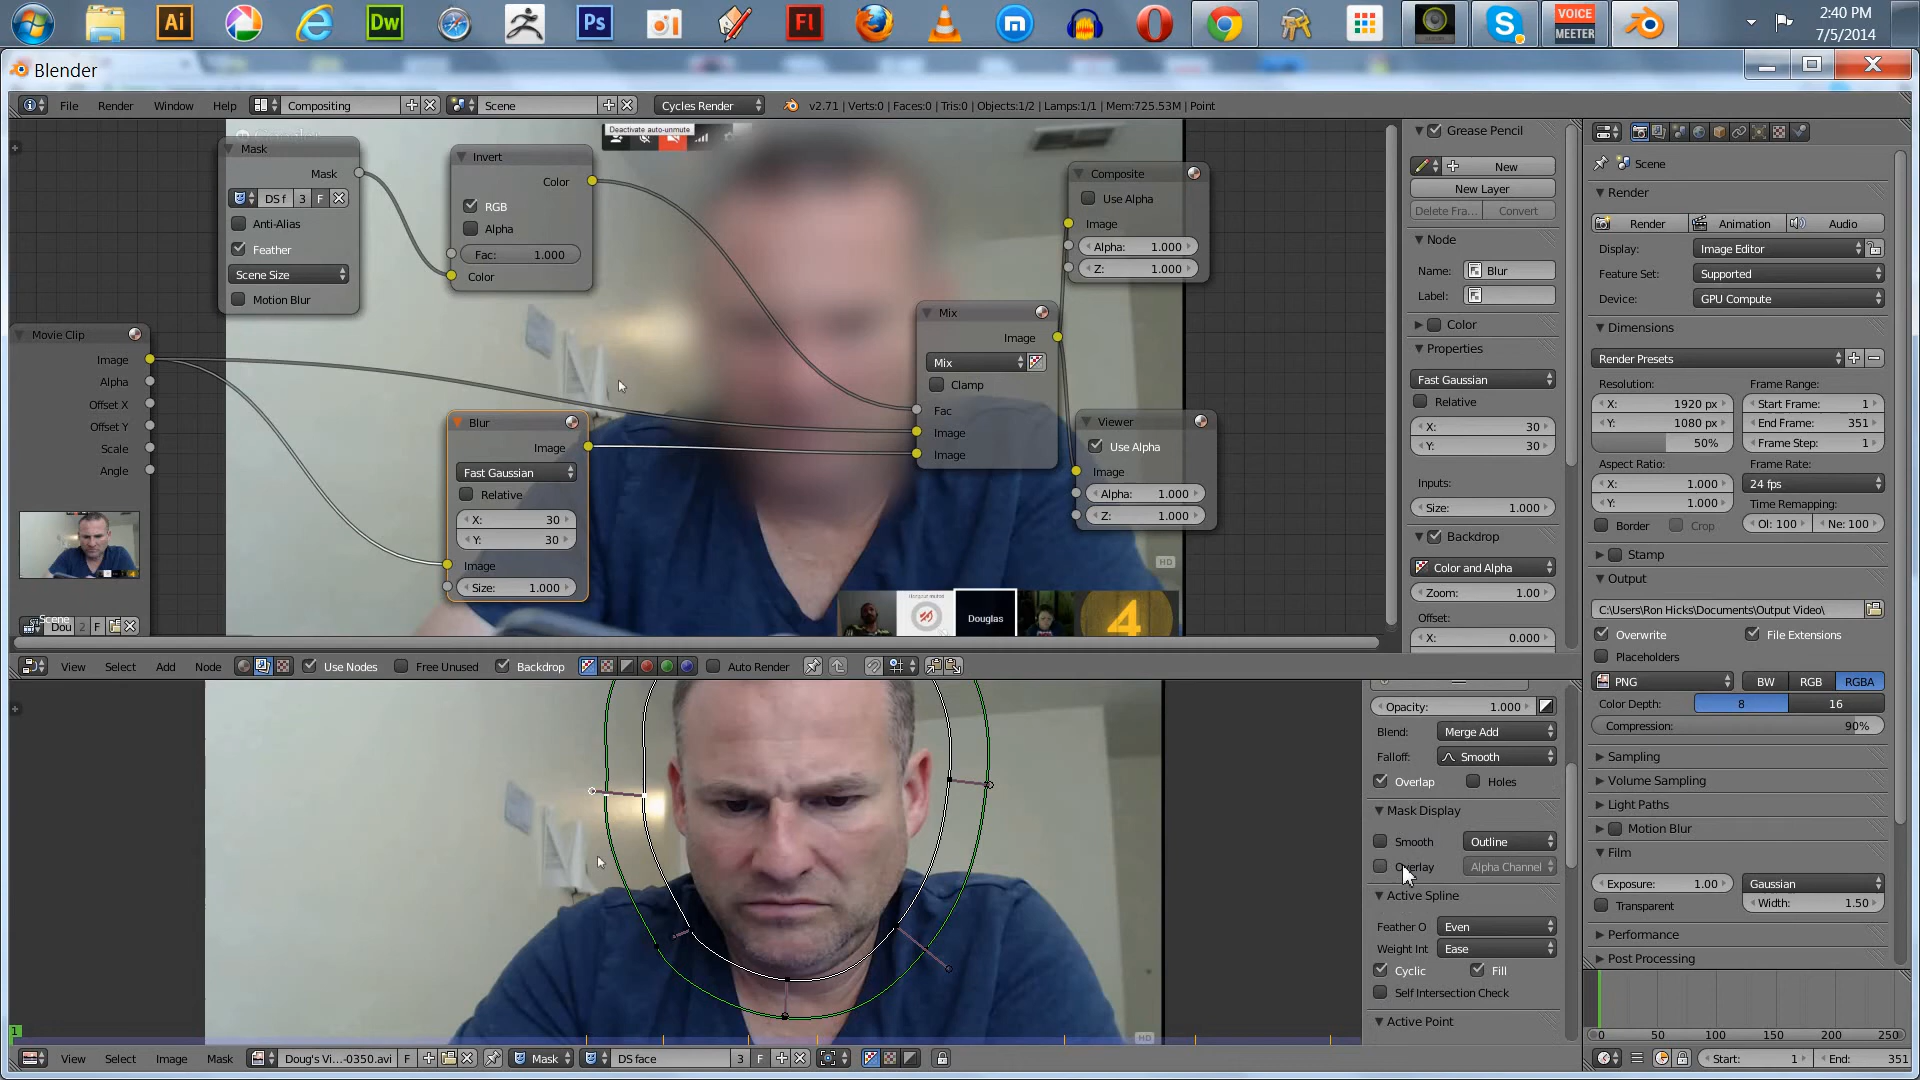 Ai
Dw
Ps
Fl
VOICE
MEETER
2:40 PM
7/5/2014
Blender
File Render Window Help Compositing Scene Cycles Render v2.71 | Verts:0 | Faces:0 | Tris:0 | Objects:1/2 | Lamps:1/1 | Mem:725.53M | Point
Deactivate auto-unmute
Mask
Mask
DS f 3 F
Anti-Alias
Feather
Scene Size
Motion Blur
Invert
Color
RGB
Alpha
Fac: 1.000
Color
Movie Clip
Image
Alpha
Offset X
Offset Y
Scale
Angle
Scene
Dou 2 F
Blur
Image
Fast Gaussian
Relative
X: 30
Y: 30
Image
Size: 1.000
Mix
Image
Mix
Clamp
Fac
Image
Image
Composite
Use Alpha
Image
Alpha: 1.000
Z: 1.000
Viewer
Use Alpha
Image
Alpha: 1.000
Z: 1.000
HD
Douglas
4
Grease Pencil
New
New Layer
Delete Fra... Convert
Node
Name: Blur
Label:
Color
Properties
Fast Gaussian
Relative
X: 30
Y: 30
Inputs:
Size: 1.000
Backdrop
Color and Alpha
Zoom: 1.00
Offset:
X: 0.000
View Select Add Node Use Nodes Free Unused Backdrop Auto Render
Opacity: 1.000
Blend: Merge Add
Falloff: Smooth
Overlap Holes
Mask Display
Smooth Outline
Overlay Alpha Channel
Active Spline
Feather O Even
Weight Int Ease
Cyclic Fill
Self Intersection Check
Active Point
HD
1
View Select Image Mask Doug's Vi...-0350.avi F Mask DS face 3 F
Scene
Render
Render Animation Audio
Display: Image Editor
Feature Set: Supported
Device: GPU Compute
Dimensions
Render Presets
Resolution: Frame Range:
X: 1920 px Start Frame: 1
Y: 1080 px End Frame: 351
50% Frame Step: 1
Aspect Ratio: Frame Rate:
X: 1.000 24 fps
Y: 1.000 Time Remapping:
Border Crop Ol: 100 Ne: 100
Stamp
Output
C:\Users\Ron Hicks\Documents\Output Video\
Overwrite File Extensions
Placeholders
PNG BW RGB RGBA
Color Depth: 8 16
Compression: 90%
Sampling
Volume Sampling
Light Paths
Motion Blur
Film
Exposure: 1.00 Gaussian
Transparent Width: 1.50
Performance
Post Processing
0 50 100 150 200 250
Start: 1 End: 351